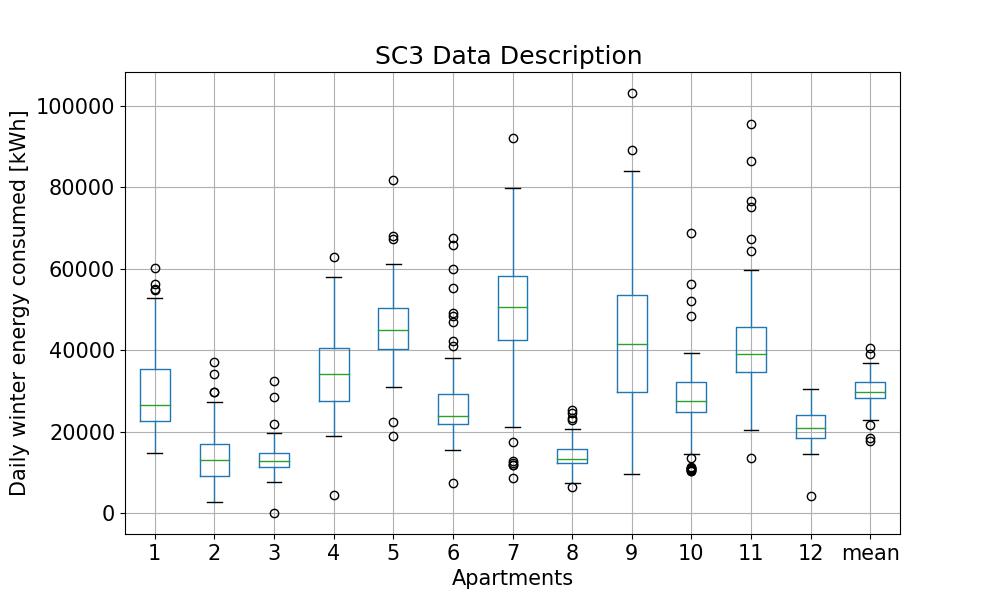 SC3 Data Description
Daily winter energy consumed [kWh]
100000
80000
60000
40000
20000
0
1 2 3 4 5 6 7 8 9 10 11 12 mean
Apartments